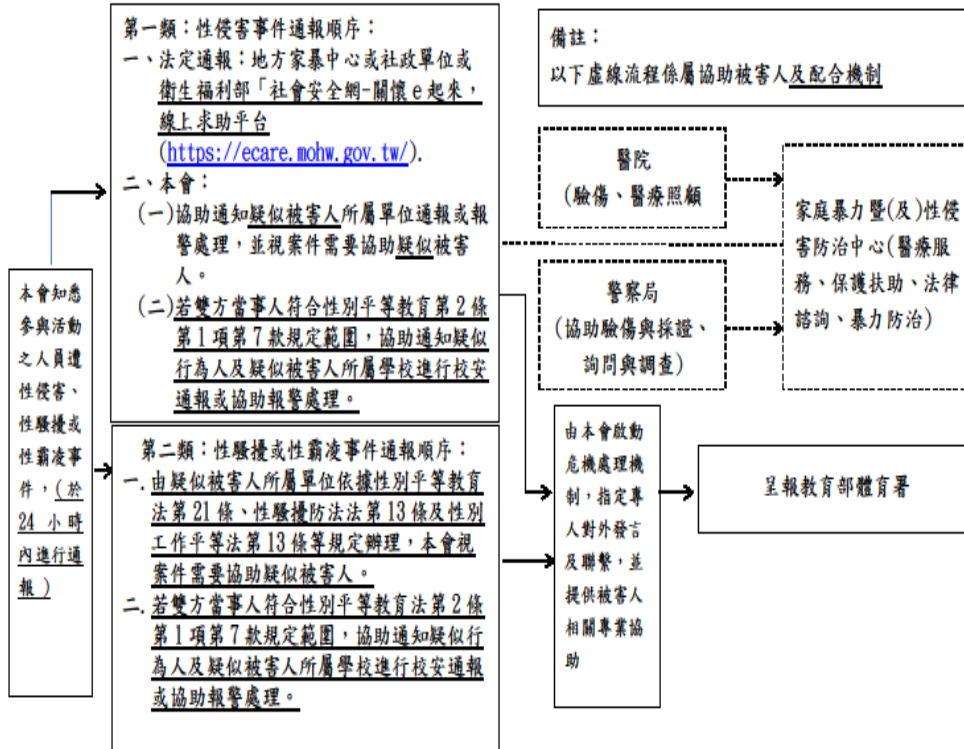 本會知悉
參與活動
之人員遭
性侵害、
性騷擾或
性霸凌事
件，(於
24 小時
內進行通
報)
第一類：性侵害事件通報順序：
一、法定通報：地方家暴中心或社政單位或
衛生福利部「社會安全網-關懷 e 起來，
線上求助平台
(https://ecare.mohw.gov.tw/).
二、本會：
(一)協助通知疑似被害人所屬單位通報或報
警處理，並視案件需要協助疑似被害
人。
(二)若雙方當事人符合性別平等教育第 2 條
第 1 項第 7 款規定範圍，協助通知疑似
行為人及疑似被害人所屬學校進行校安
通報或協助報警處理。
第二類：性騷擾或性霸凌事件通報順序：
一. 由疑似被害人所屬單位依據性別平等教育
法第 21 條、性騷擾防法法第 13 條及性別
工作平等法第 13 條等規定辦理，本會視
案件需要協助疑似被害人。
二. 若雙方當事人符合性別平等教育法第 2 條
第 1 項第 7 款規定範圍，協助通知疑似行
為人及疑似被害人所屬學校進行校安通報
或協助報警處理。
備註：
以下虛線流程係屬協助被害人及配合機制
醫院
(驗傷、醫療照顧
警察局
(協助驗傷與採證、
詢問與調查)
家庭暴力暨(及)性侵
害防治中心(醫療服
務、保護扶助、法律
諮詢、暴力防治)
由本會啟動
危機處理機
制，指定專
人對外發言
及聯繫，並
提供被害人
相關專業協
助
呈報教育部體育署